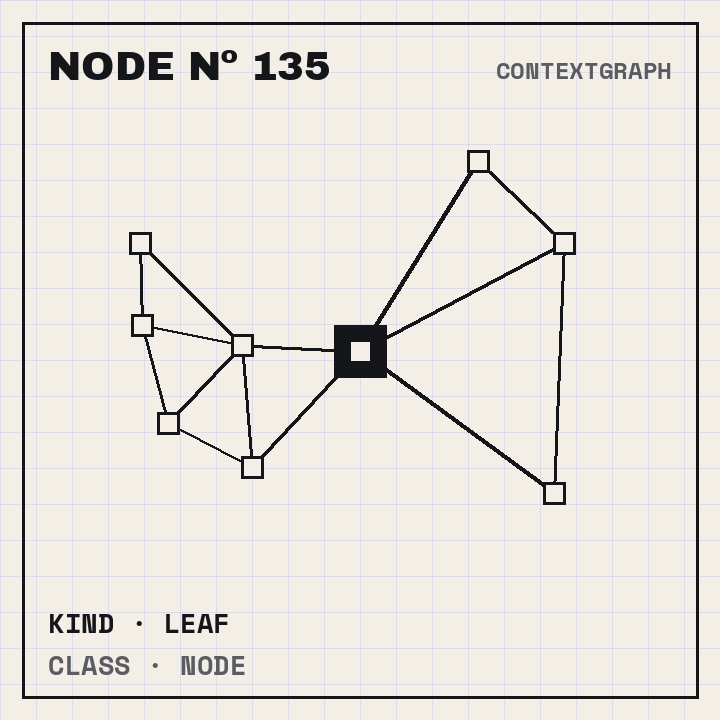 NODE Nº 135
CONTEXTGRAPH
KIND · LEAF
CLASS · NODE